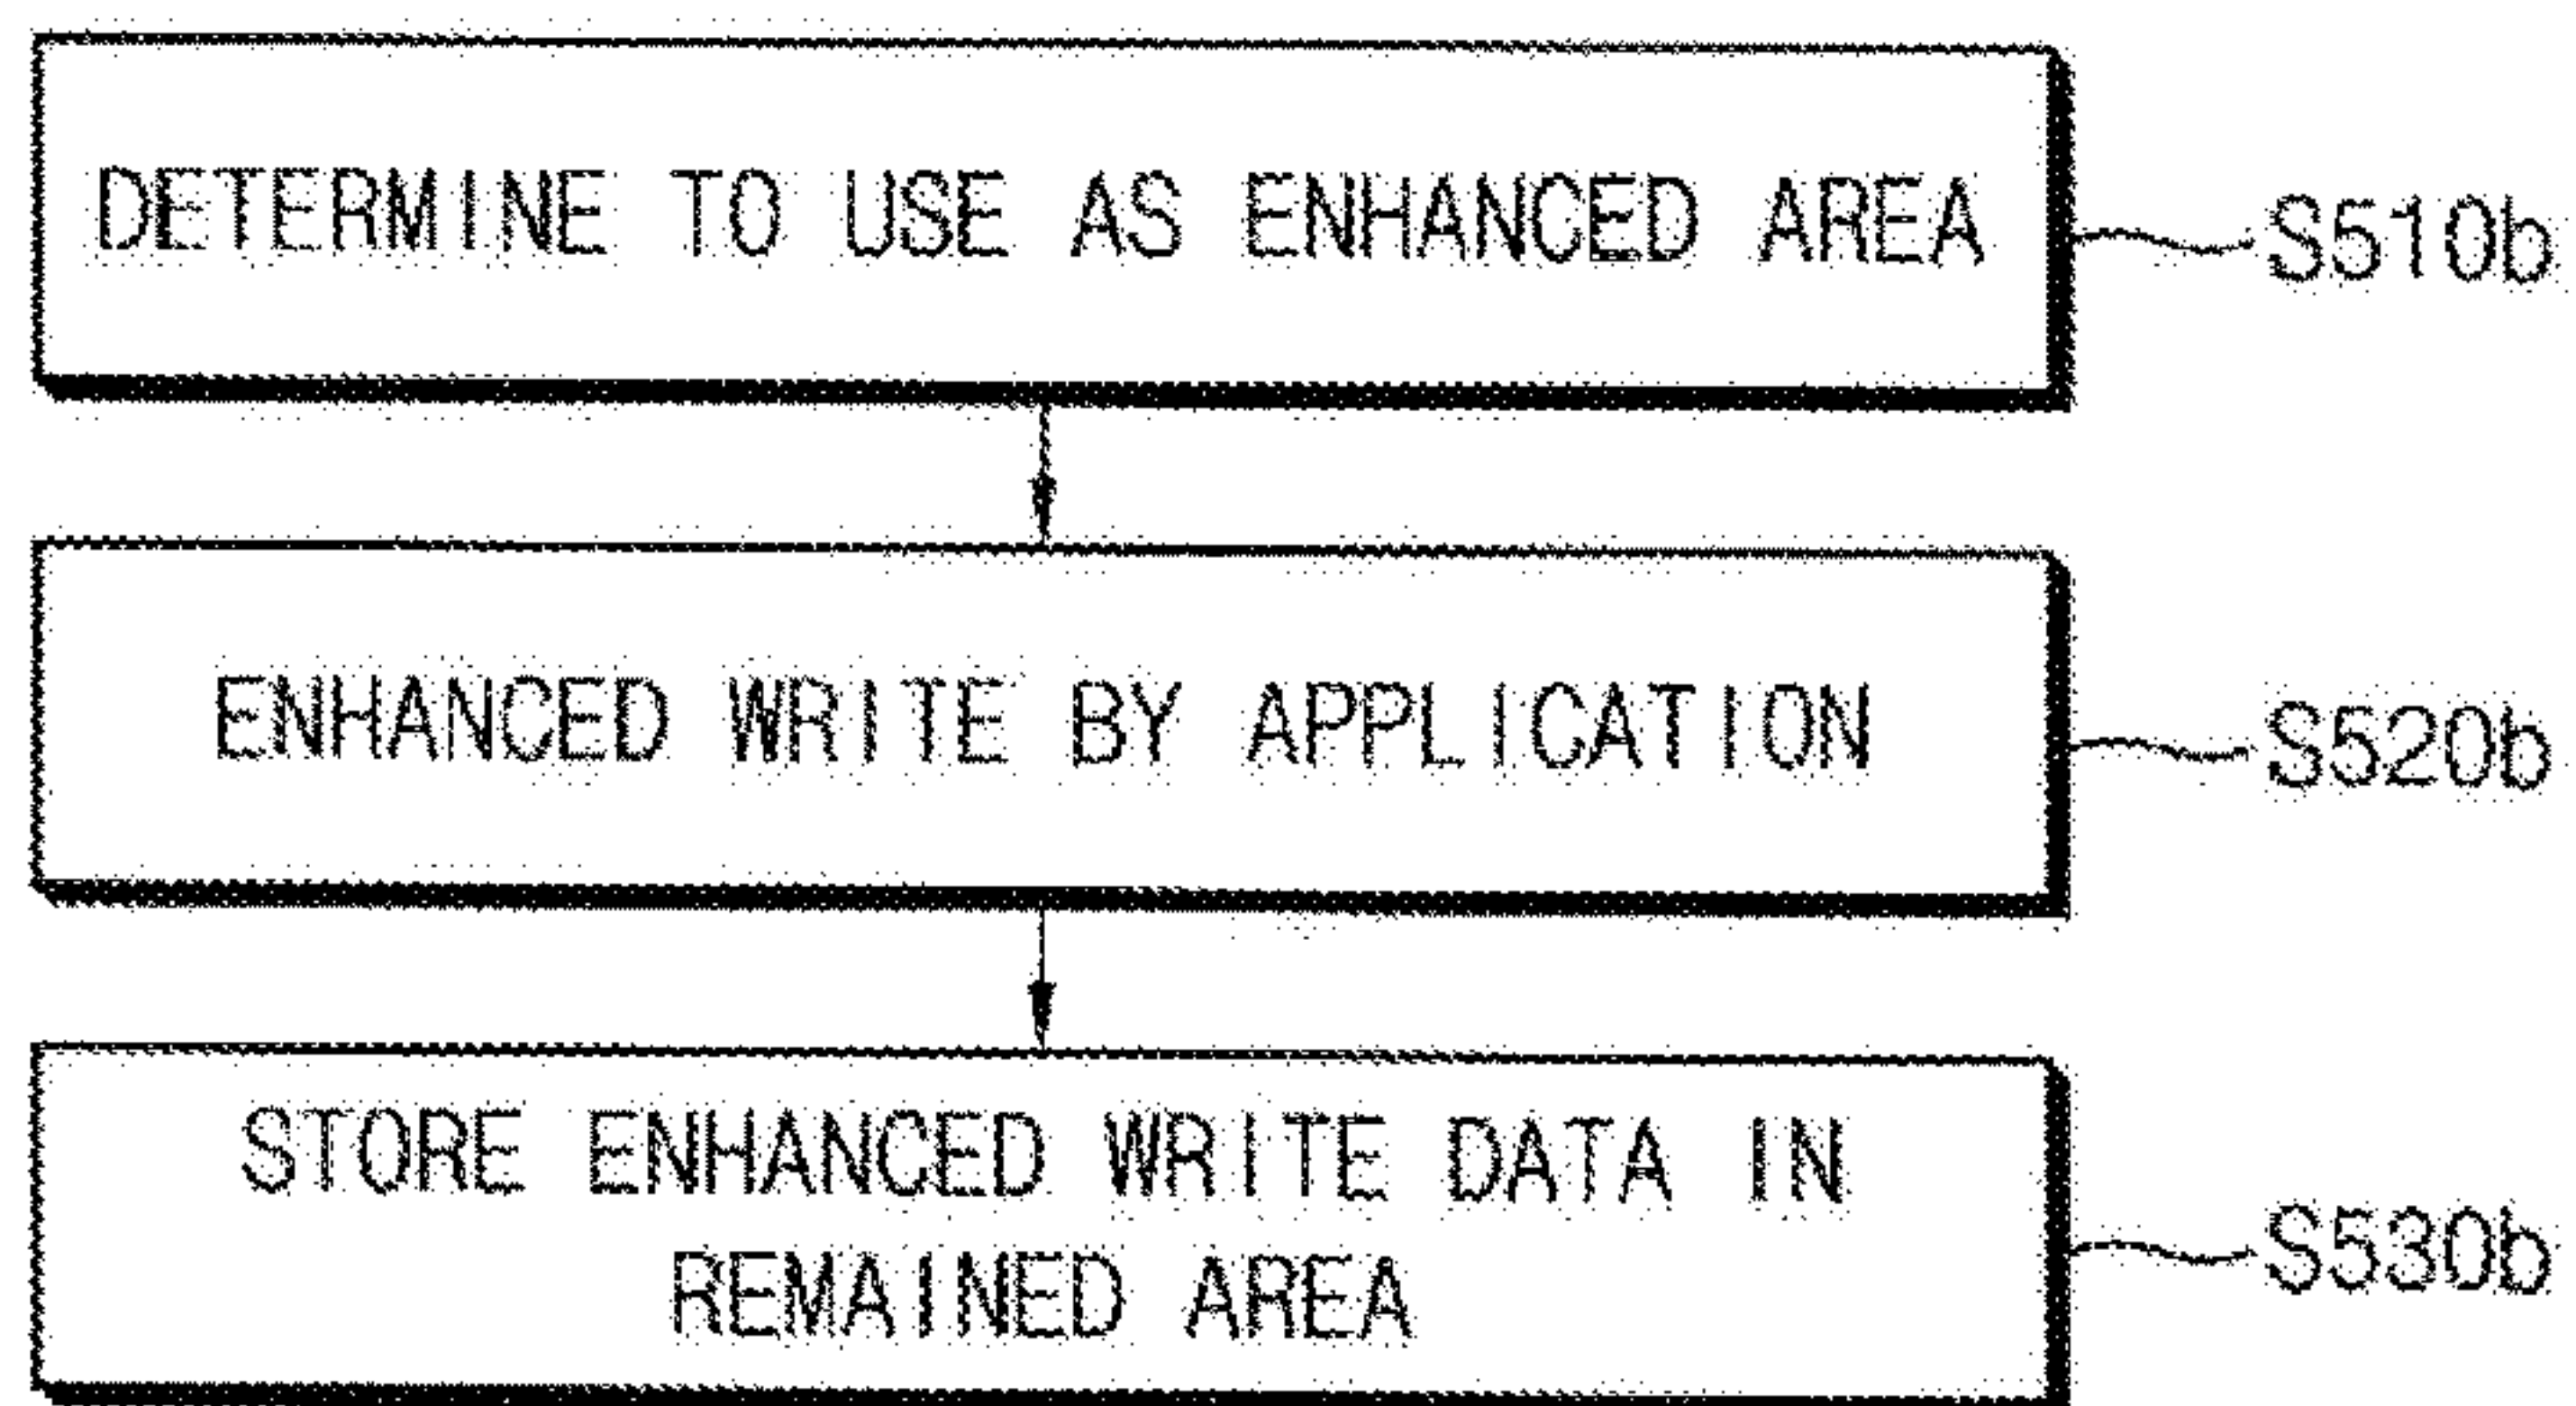 DETERMINE TO USE AS ENHANCED AREA
S510b
ENHANCED WRITE BY APPLICATION
S520b
STORE ENHANCED WRITE DATA IN
REMAINED AREA
S530b